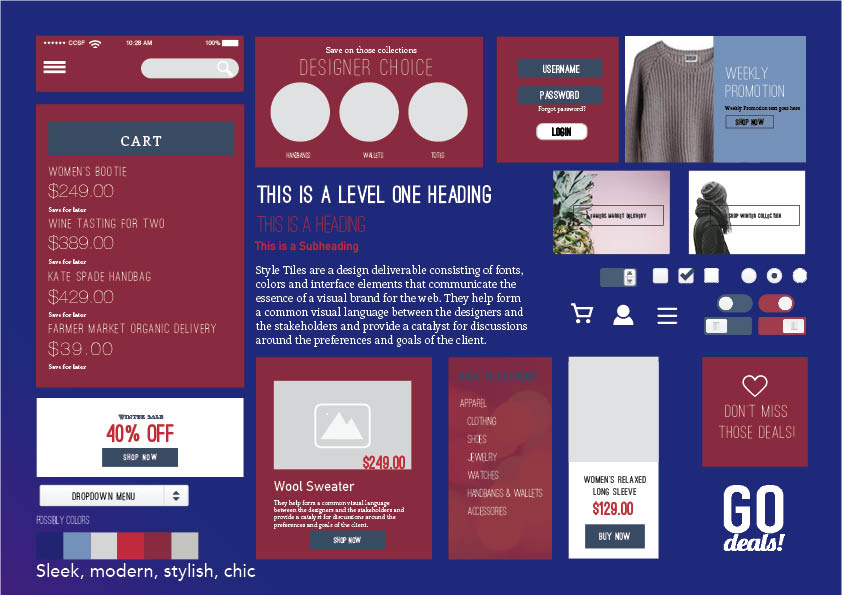 CCSF
10:28 AM
100%
CART
WOMEN'S BOOTIE
$249.00
Save for later
WINE TASTING FOR TWO
$389.00
Save for later
KATE SPADE HANDBAG
$429.00
Save for later
FARMER MARKET ORGANIC DELIVERY
$39.00
Save for later
WINTER SALE
40% OFF
SHOP NOW
DROPDOWN MENU
POSSIBLY COLORS
Sleek, modern, stylish, chic
Save on those collections
DESIGNER CHOICE
HANDBAGS
WALLETS
TOTES
USERNAME
PASSWORD
Forgot password?
LOGIN
WEEKLY
PROMOTION
Weekly Promotion text goes here
SHOP NOW
THIS IS A LEVEL ONE HEADING
THIS IS A HEADING
This is a Subheading
Style Tiles are a design deliverable consisting of fonts,
colors and interface elements that communicate the
essence of a visual brand for the web. They help form
a common visual language between the designers and
the stakeholders and provide a catalyst for discussions
around the preferences and goals of the client.
FARMERS MARKET DELIVERY
SHOP WINTER COLLECTION
$249.00
Wool Sweater
They help form a common visual language
between the designers and the stakeholders and
provide a catalyst for discussions around the
preferences and goals of the client.
SHOP NOW
APPAREL
CLOTHING
SHOES
JEWELRY
WATCHES
HANDBAGS & WALLETS
ACCESSORIES
WOMEN'S RELAXED
LONG SLEEVE
$129.00
BUY NOW
DON'T MISS
THOSE DEALS!
GO
deals!